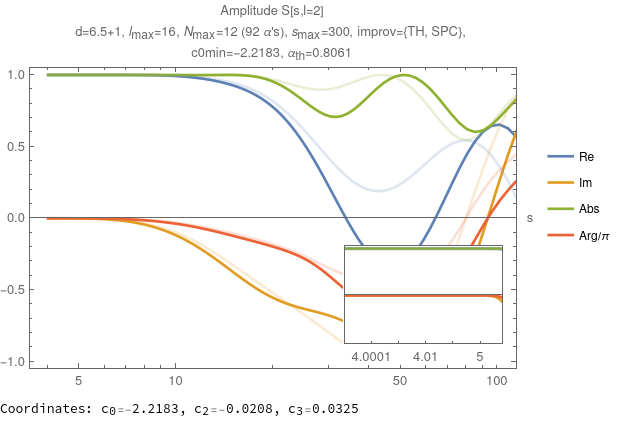 Amplitude S[s,l=2]
d=6.5+1, lmax=16, Nmax=12 (92 α's), smax=300, improv={TH, SPC},
c0min=-2.2183, αth=0.8061
1.0
0.5
0.0
-0.5
-1.0
s
Re
Im
Abs
Arg/π
4.0001 4.01 5
5 10 50 100
Coordinates: c0=-2.2183, c2=-0.0208, c3=0.0325